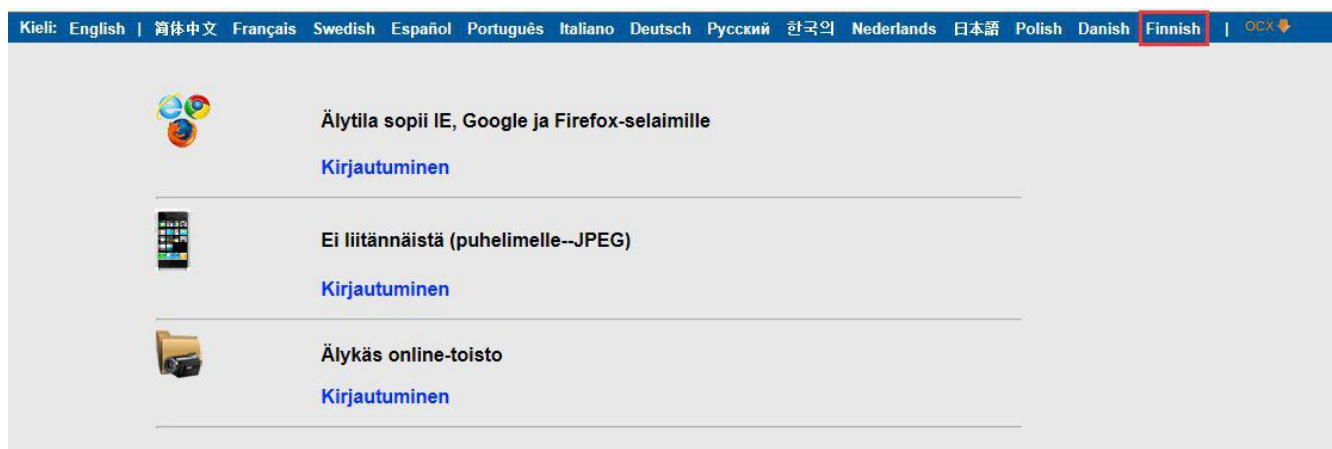 Kieli: English | 简体中文 Français Swedish Español Português Italiano Deutsch Русский 한국의 Nederlands 日本語 Polish Danish Finnish | OCX
Älytila sopii IE, Google ja Firefox-selaimille
Kirjautuminen
Ei liitännäistä (puhelimelle--JPEG)
Kirjautuminen
Älykäs online-toisto
Kirjautuminen